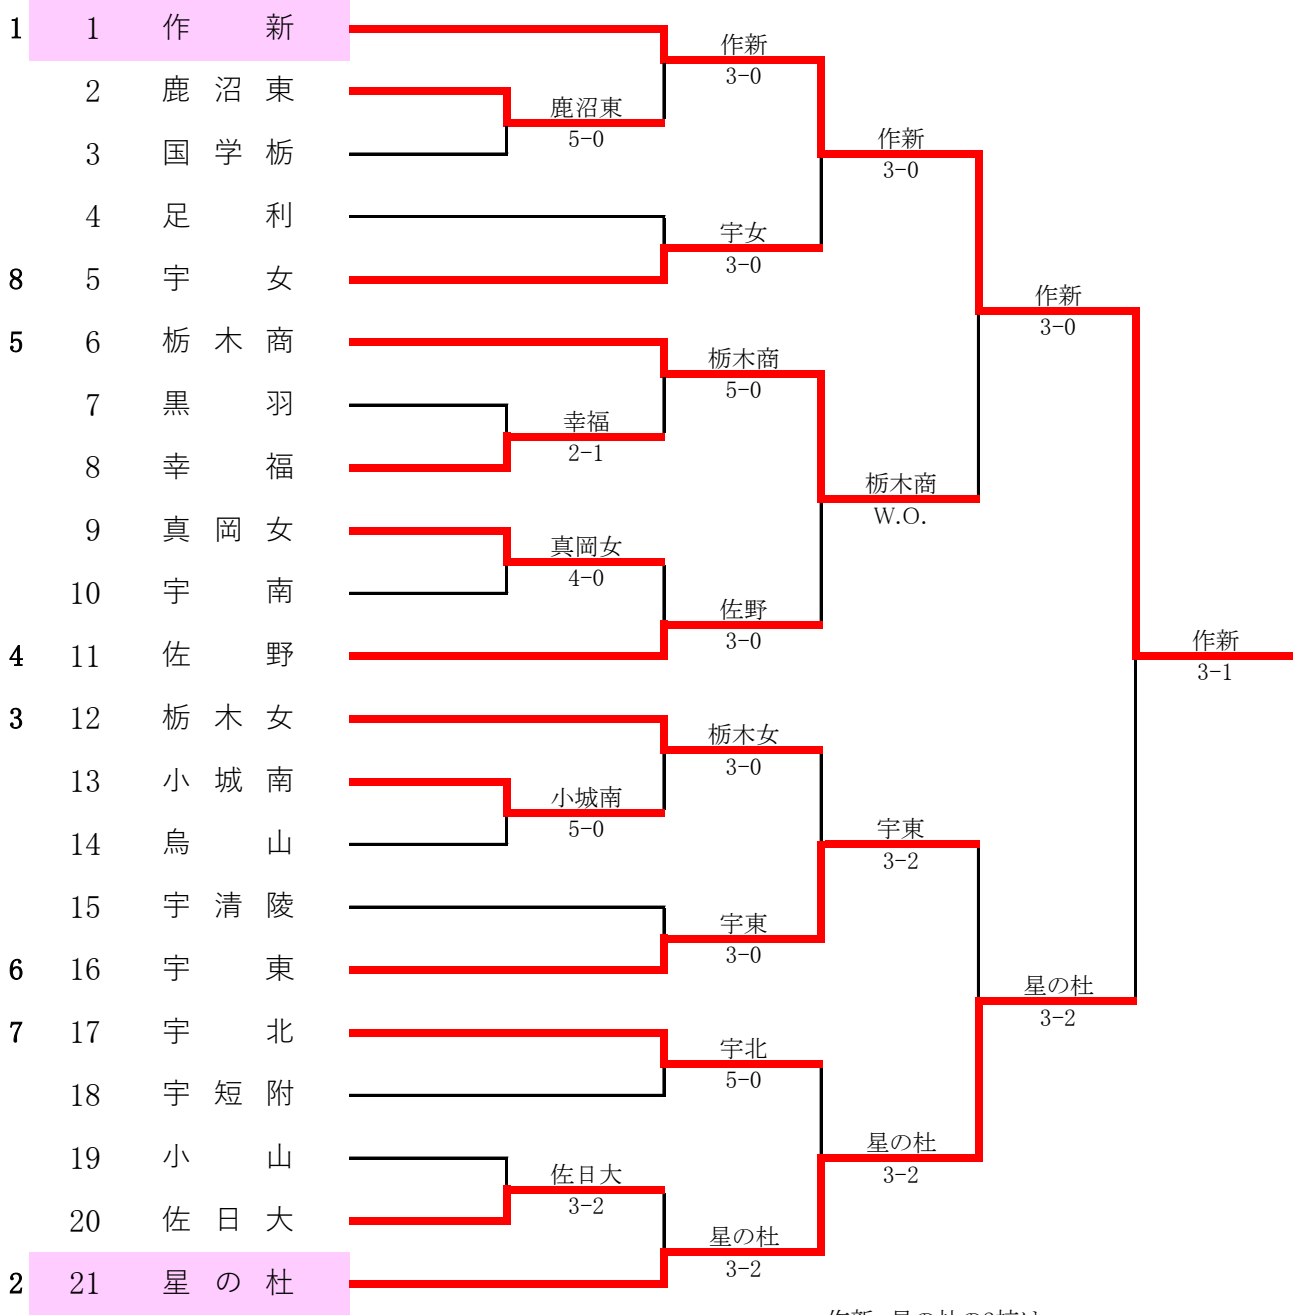 1 1 作新
2 鹿沼東
3 国学栃
4 足利
8 5 宇女
5 6 栃木商
7 黒羽
8 幸福
9 真岡女
10 宇南
4 11 佐野
3 12 栃木女
13 小城南
14 烏山
15 宇清陵
6 16 宇東
7 17 宇北
18 宇短附
19 小山
20 佐日大
2 21 星の杜
鹿沼東
5-0
幸福
2-1
真岡女
4-0
小城南
5-0
佐日大
3-2
作新
3-0
宇女
3-0
栃木商
5-0
佐野
3-0
栃木女
3-0
宇東
3-0
宇北
5-0
星の杜
3-2
作新
3-0
栃木商
W.O.
宇東
3-2
星の杜
3-2
作新
3-0
星の杜
3-2
作新
3-1